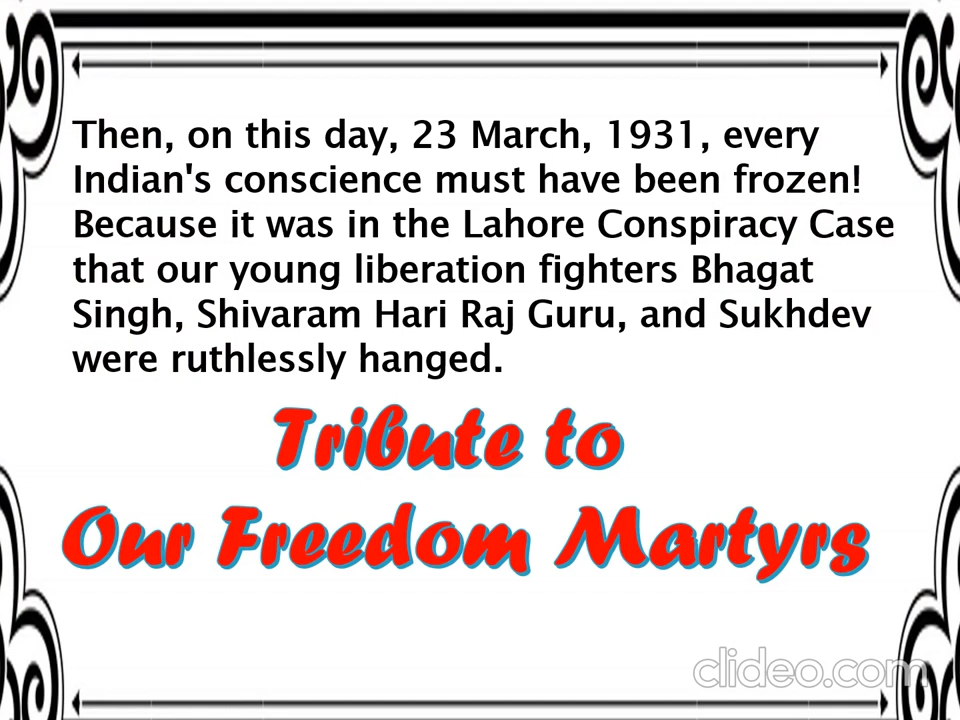 Then, on this day, 23 March, 1931, every
Indian's conscience must have been frozen!
Because it was in the Lahore Conspiracy Case
that our young liberation fighters Bhagat
Singh, Shivaram Hari Raj Guru, and Sukhdev
were ruthlessly hanged.
Tribute to
Our Freedom Martyrs
clideo.com